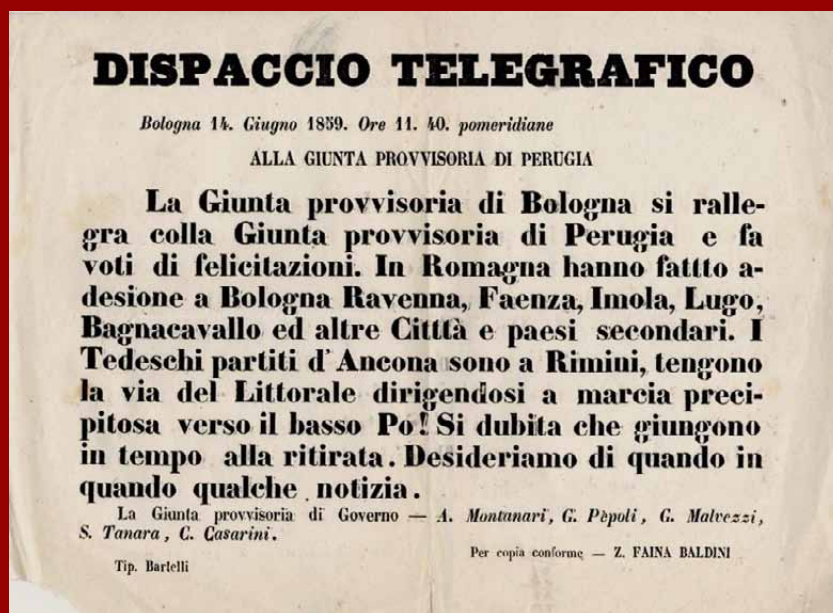 DISPACCIO TELEGRAFICO
Bologna 14. Giugno 1859. Ore 11. 40. pomeridiane
ALLA GIUNTA PROVVISORIA DI PERUGIA
La Giunta provvisoria di Bologna si ralle-
gra colla Giunta provvisoria di Perugia e fa
voti di felicitazioni. In Romagna hanno fattto a-
desione a Bologna Ravenna, Faenza, Imola, Lugo,
Bagnacavallo ed altre Citttà e paesi secondari. I
Tedeschi partiti d'Ancona sono a Rimini, tengono
la via del Littorale dirigendosi a marcia preci-
pitosa verso il basso Po! Si dubita che giungono
in tempo alla ritirata. Desideriamo di quando in
quando qualche notizia.
La Giunta provvisoria di Governo — A. Montanari, G. Pèpoli, G. Malvezzi,
S. Tanara, C. Casarini.
Per copia conforme — Z. FAINA BALDINI
Tip. Bartelli